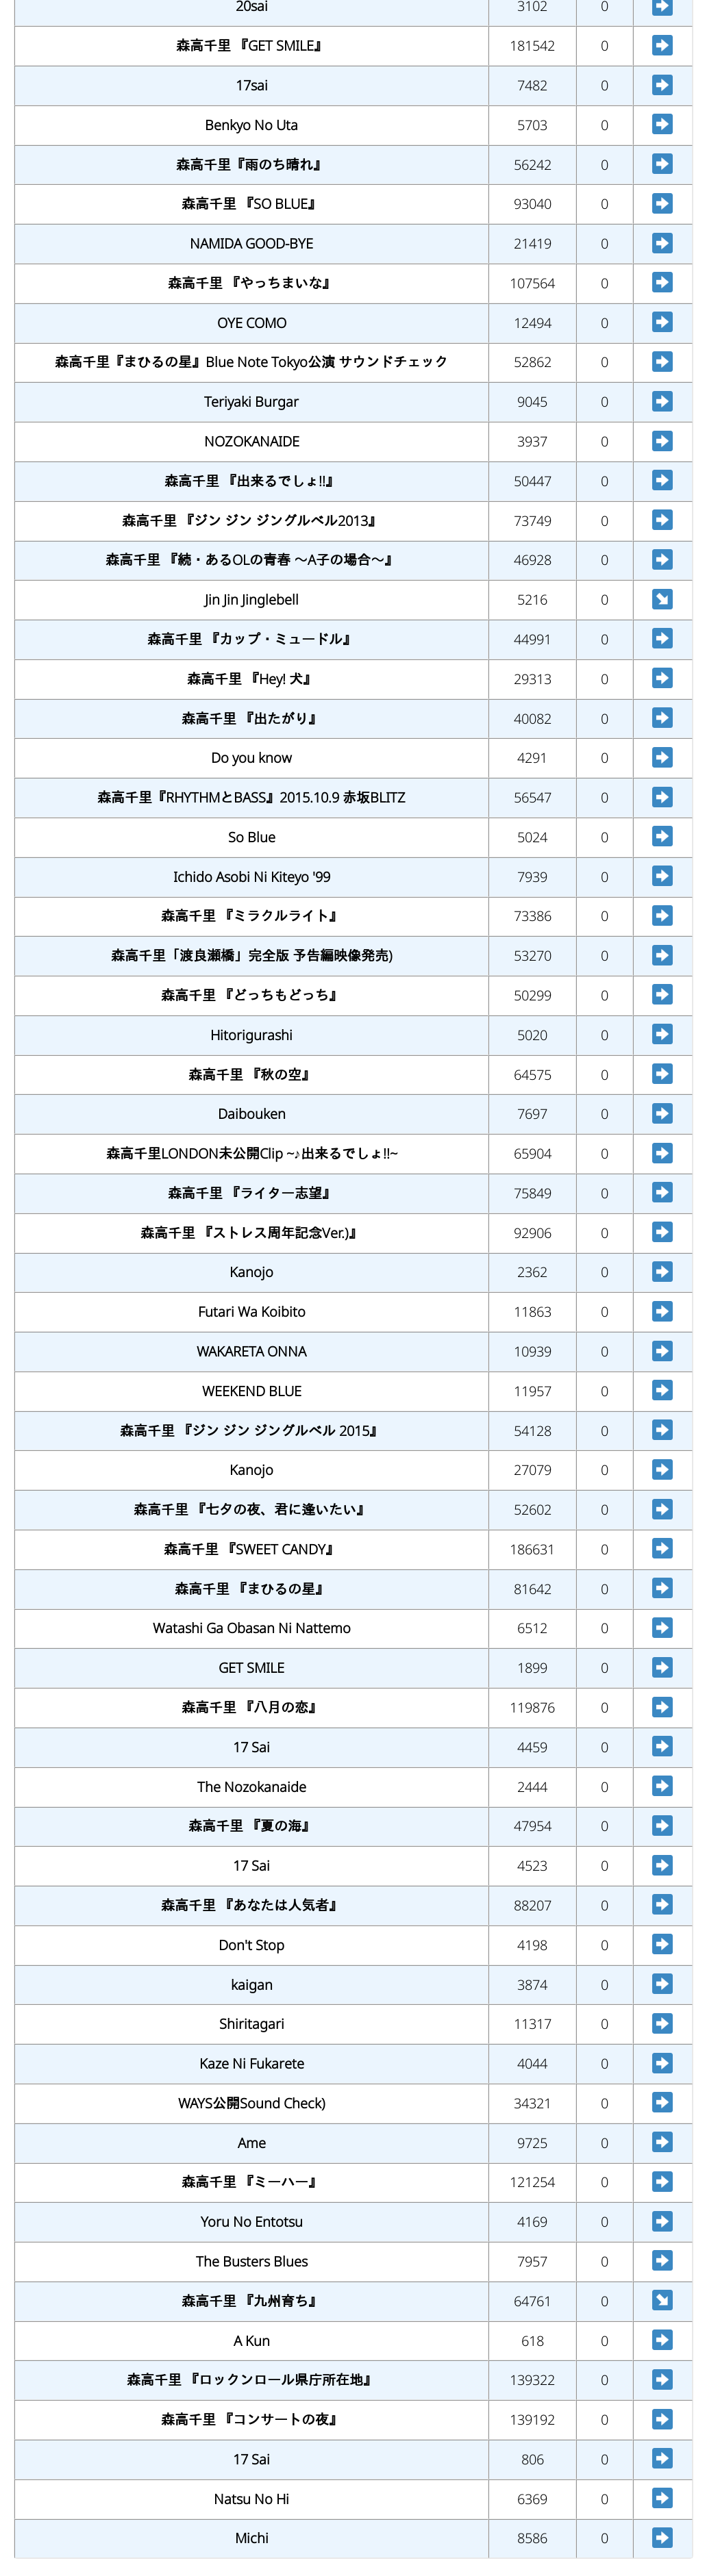 20sai 3102 0
森高千里 『GET SMILE』 181542 0
17sai 7482 0
Benkyo No Uta 5703 0
森高千里『雨のち晴れ』 56242 0
森高千里 『SO BLUE』 93040 0
NAMIDA GOOD-BYE 21419 0
森高千里 『やっちまいな』 107564 0
OYE COMO 12494 0
森高千里『まひるの星』Blue Note Tokyo公演 サウンドチェック 52862 0
Teriyaki Burgar 9045 0
NOZOKANAIDE 3937 0
森高千里 『出来るでしょ!!』 50447 0
森高千里 『ジン ジン ジングルベル2013』 73749 0
森高千里 『続・あるOLの青春 〜A子の場合〜』 46928 0
Jin Jin Jinglebell 5216 0
森高千里 『カップ・ミュードル』 44991 0
森高千里 『Hey! 犬』 29313 0
森高千里 『出たがり』 40082 0
Do you know 4291 0
森高千里『RHYTHMとBASS』2015.10.9 赤坂BLITZ 56547 0
So Blue 5024 0
Ichido Asobi Ni Kiteyo '99 7939 0
森高千里 『ミラクルライト』 73386 0
森高千里「渡良瀬橋」完全版 予告編映像発売) 53270 0
森高千里 『どっちもどっち』 50299 0
Hitorigurashi 5020 0
森高千里 『秋の空』 64575 0
Daibouken 7697 0
森高千里LONDON未公開Clip ~♪出来るでしょ!!~ 65904 0
森高千里 『ライター志望』 75849 0
森高千里 『ストレス周年記念Ver.)』 92906 0
Kanojo 2362 0
Futari Wa Koibito 11863 0
WAKARETA ONNA 10939 0
WEEKEND BLUE 11957 0
森高千里 『ジン ジン ジングルベル 2015』 54128 0
Kanojo 27079 0
森高千里 『七夕の夜、君に逢いたい』 52602 0
森高千里 『SWEET CANDY』 186631 0
森高千里 『まひるの星』 81642 0
Watashi Ga Obasan Ni Nattemo 6512 0
GET SMILE 1899 0
森高千里 『八月の恋』 119876 0
17 Sai 4459 0
The Nozokanaide 2444 0
森高千里 『夏の海』 47954 0
17 Sai 4523 0
森高千里 『あなたは人気者』 88207 0
Don't Stop 4198 0
kaigan 3874 0
Shiritagari 11317 0
Kaze Ni Fukarete 4044 0
WAYS公開Sound Check) 34321 0
Ame 9725 0
森高千里 『ミーハー』 121254 0
Yoru No Entotsu 4169 0
The Busters Blues 7957 0
森高千里 『九州育ち』 64761 0
A Kun 618 0
森高千里 『ロックンロール県庁所在地』 139322 0
森高千里 『コンサートの夜』 139192 0
17 Sai 806 0
Natsu No Hi 6369 0
Michi 8586 0